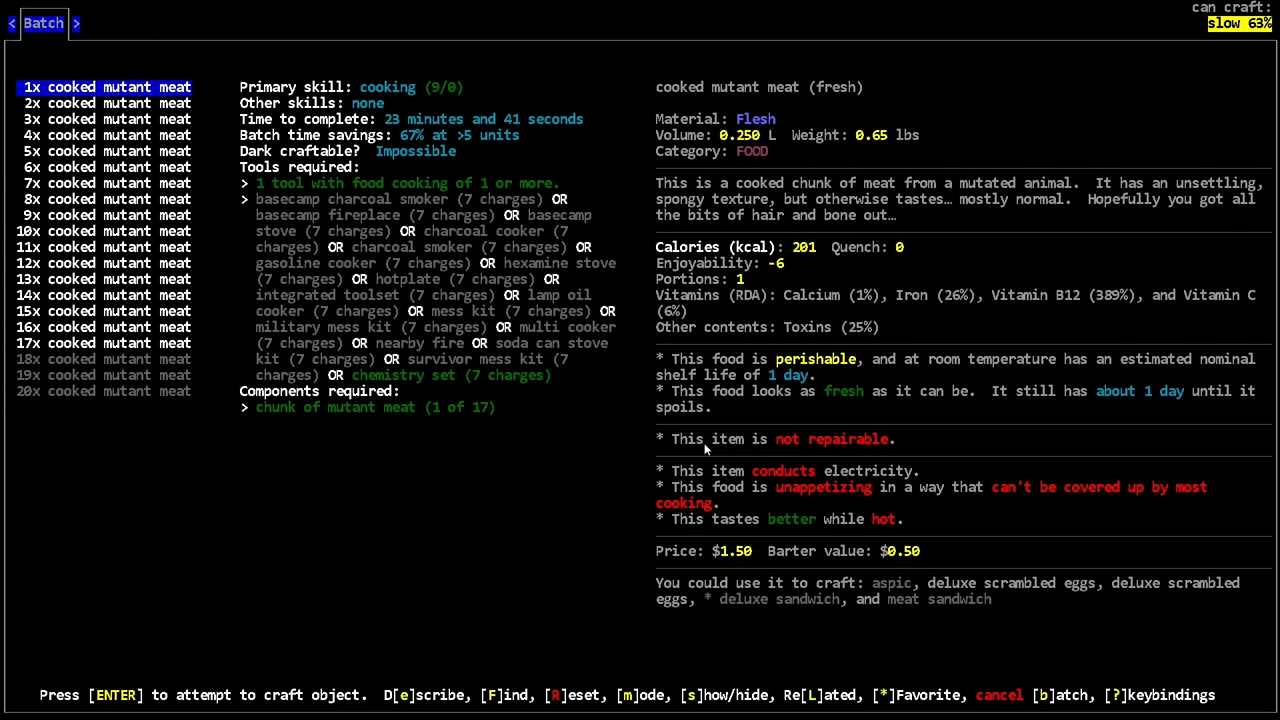 can craft:
< Batch >
slow 63%
1x cooked mutant meat
2x cooked mutant meat
3x cooked mutant meat
4x cooked mutant meat
5x cooked mutant meat
6x cooked mutant meat
7x cooked mutant meat
8x cooked mutant meat
9x cooked mutant meat
10x cooked mutant meat
11x cooked mutant meat
12x cooked mutant meat
13x cooked mutant meat
14x cooked mutant meat
15x cooked mutant meat
16x cooked mutant meat
17x cooked mutant meat
18x cooked mutant meat
19x cooked mutant meat
20x cooked mutant meat
Primary skill: cooking (9/0)
Other skills: none
Time to complete: 23 minutes and 41 seconds
Batch time savings: 67% at >5 units
Dark craftable?  Impossible
Tools required:
> 1 tool with food cooking of 1 or more.
> basecamp charcoal smoker (7 charges) OR
basecamp fireplace (7 charges) OR basecamp
stove (7 charges) OR charcoal cooker (7
charges) OR charcoal smoker (7 charges) OR
gasoline cooker (7 charges) OR hexamine stove
(7 charges) OR hotplate (7 charges) OR
integrated toolset (7 charges) OR lamp oil
cooker (7 charges) OR mess kit (7 charges) OR
military mess kit (7 charges) OR multi cooker
(7 charges) OR nearby fire OR soda can stove
kit (7 charges) OR survivor mess kit (7
charges) OR chemistry set (7 charges)
Components required:
> chunk of mutant meat (1 of 17)
cooked mutant meat (fresh)
Material: Flesh
Volume: 0.250 L  Weight: 0.65 lbs
Category: FOOD
This is a cooked chunk of meat from a mutated animal.  It has an unsettling,
spongy texture, but otherwise tastes… mostly normal.  Hopefully you got all
the bits of hair and bone out…
Calories (kcal): 201  Quench: 0
Enjoyability: -6
Portions: 1
Vitamins (RDA): Calcium (1%), Iron (26%), Vitamin B12 (389%), and Vitamin C
(6%)
Other contents: Toxins (25%)
* This food is perishable, and at room temperature has an estimated nominal
shelf life of 1 day.
* This food looks as fresh as it can be.  It still has about 1 day until it
spoils.
* This item is not repairable.
* This item conducts electricity.
* This food is unappetizing in a way that can't be covered up by most
cooking.
* This tastes better while hot.
Price: $1.50  Barter value: $0.50
You could use it to craft: aspic, deluxe scrambled eggs, deluxe scrambled
eggs, * deluxe sandwich, and meat sandwich
Press [ENTER] to attempt to craft object.  D[e]scribe, [F]ind, [R]eset, [m]ode, [s]how/hide, Re[L]ated, [*]Favorite, cancel [b]atch, [?]keybindings